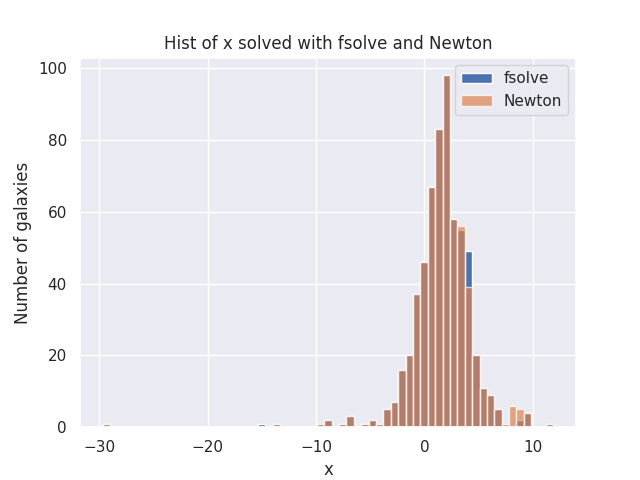 Hist of x solved with fsolve and Newton
fsolve
Newton
Number of galaxies
100
80
60
40
20
0
−30
−20
−10
0
10
x